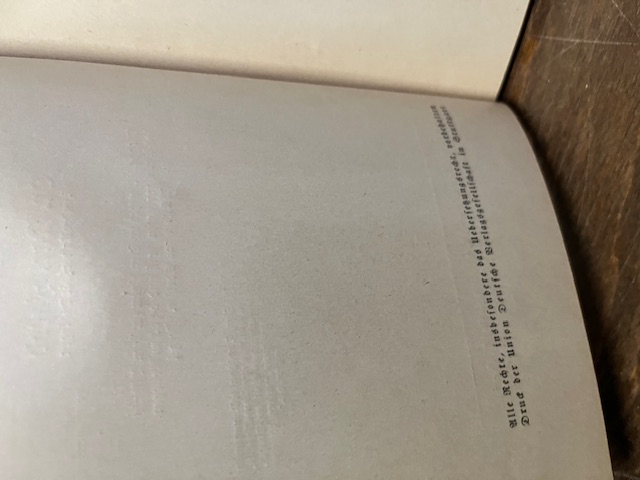 Alle Rechte, insbesondere das Uebersetzungsrecht, vorbehalten
Druck der Union Deutsche Verlagsgesellschaft in Stuttgart